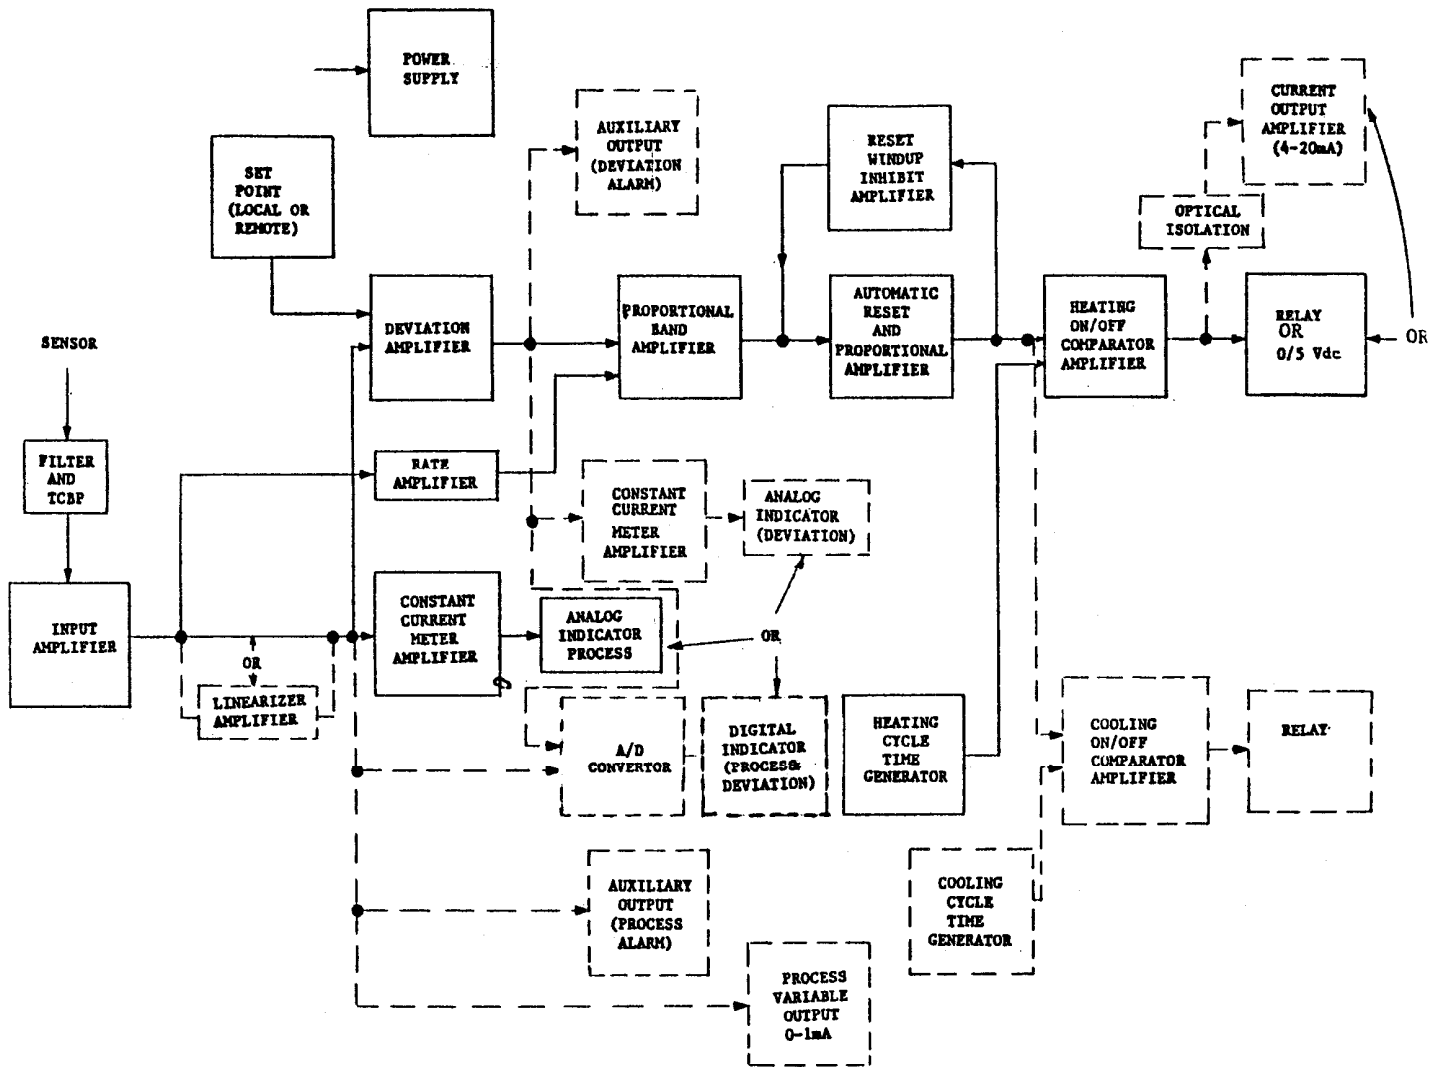 POWER
SUPPLY
AUXILIARY
OUTPUT
(DEVIATION
ALARM)
RESET
WINDUP
INHIBIT
AMPLIFIER
CURRENT
OUTPUT
AMPLIFIER
(4-20mA)
SET
POINT
(LOCAL OR
REMOTE)
OPTICAL
ISOLATION
SENSOR
DEVIATION
AMPLIFIER
PROPORTIONAL
BAND
AMPLIFIER
AUTOMATIC
RESET
AND
PROPORTIONAL
AMPLIFIER
HEATING
ON/OFF
COMPARATOR
AMPLIFIER
RELAY
OR
0/5 Vdc
OR
FILTER
AND
TCBP
RATE
AMPLIFIER
CONSTANT
CURRENT
METER
AMPLIFIER
ANALOG
INDICATOR
(DEVIATION)
INPUT
AMPLIFIER
OR
LINEARIZER
AMPLIFIER
CONSTANT
CURRENT
METER
AMPLIFIER
ANALOG
INDICATOR
PROCESS
OR
A/D
CONVERTOR
DIGITAL
INDICATOR
(PROCESS&
DEVIATION)
HEATING
CYCLE
TIME
GENERATOR
COOLING
ON/OFF
COMPARATOR
AMPLIFIER
RELAY
AUXILIARY
OUTPUT
(PROCESS
ALARM)
COOLING
CYCLE
TIME
GENERATOR
PROCESS
VARIABLE
OUTPUT
0-1mA